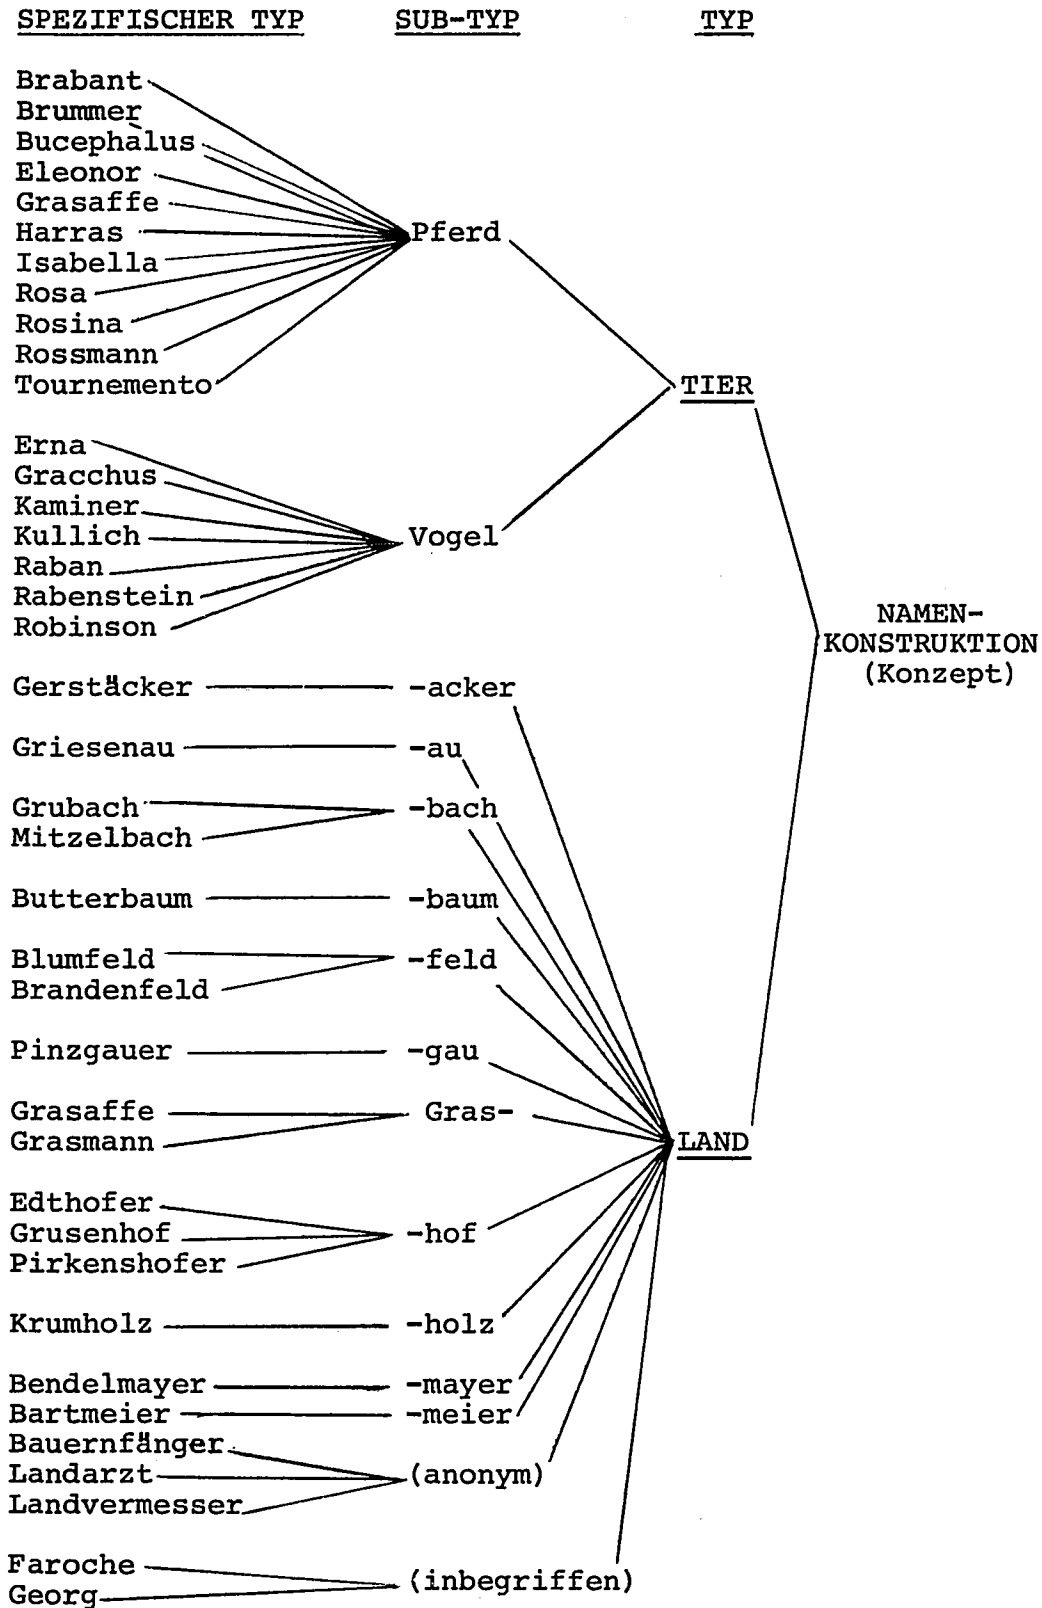 SPEZIFISCHER TYP SUB-TYP TYP
Brabant
Brummer
Bucephalus
Eleonor
Grasaffe
Harras Pferd
Isabella
Rosa
Rosina
Rossmann
Tournemento TIER
Erna
Gracchus
Kaminer
Kullich Vogel
Raban
Rabenstein
Robinson
NAMEN-
KONSTRUKTION
(Konzept)
Gerstäcker -acker
Griesenau -au
Grubach -bach
Mitzelbach
Butterbaum -baum
Blumfeld -feld
Brandenfeld
Pinzgauer -gau
Grasaffe Gras-
Grasmann LAND
Edthofer
Grusenhof -hof
Pirkenshofer
Krumholz -holz
Bendelmayer -mayer
Bartmeier -meier
Bauernfänger
Landarzt (anonym)
Landvermesser
Faroche (inbegriffen)
Georg